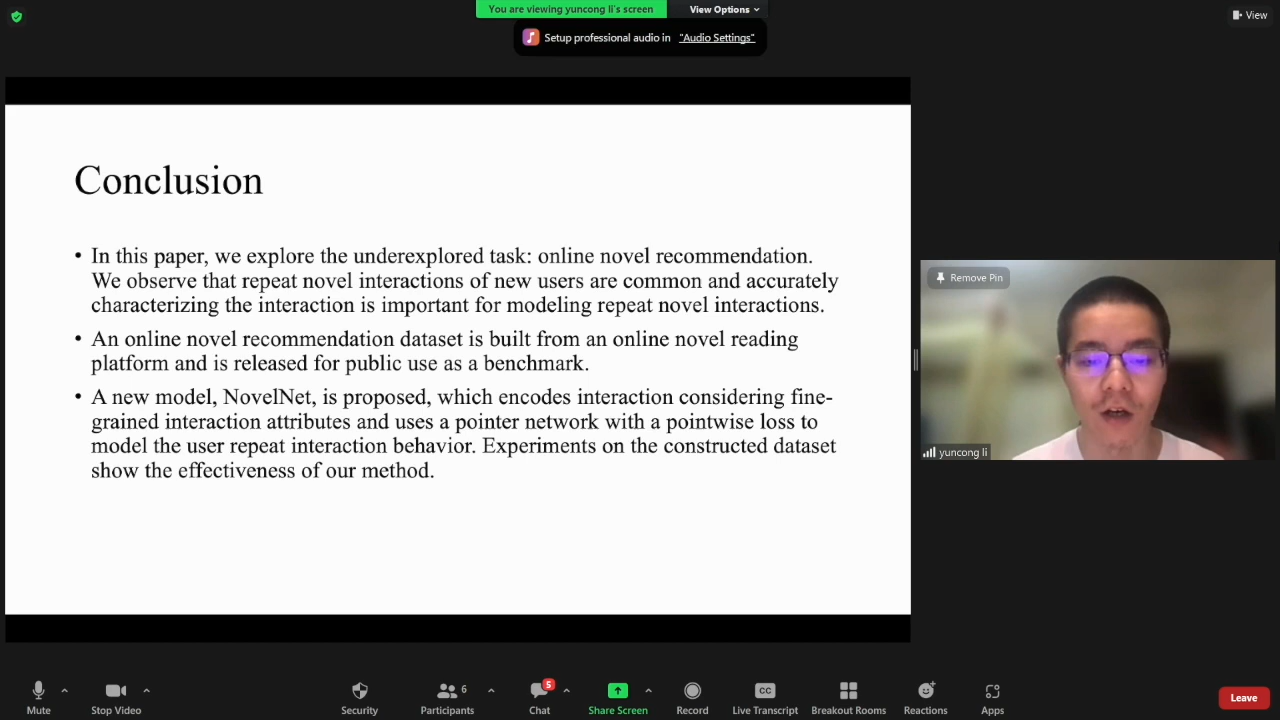 You are viewing yuncong li's screen
View Options
View
Setup professional audio in "Audio Settings"
Conclusion
• In this paper, we explore the underexplored task: online novel recommendation.
We observe that repeat novel interactions of new users are common and accurately
characterizing the interaction is important for modeling repeat novel interactions.
• An online novel recommendation dataset is built from an online novel reading
platform and is released for public use as a benchmark.
• A new model, NovelNet, is proposed, which encodes interaction considering fine-
grained interaction attributes and uses a pointer network with a pointwise loss to
model the user repeat interaction behavior. Experiments on the constructed dataset
show the effectiveness of our method.
Remove Pin
yuncong li
Mute
Stop Video
Security
6
Participants
5
Chat
Share Screen
Record
CC
Live Transcript
Breakout Rooms
Reactions
Apps
Leave